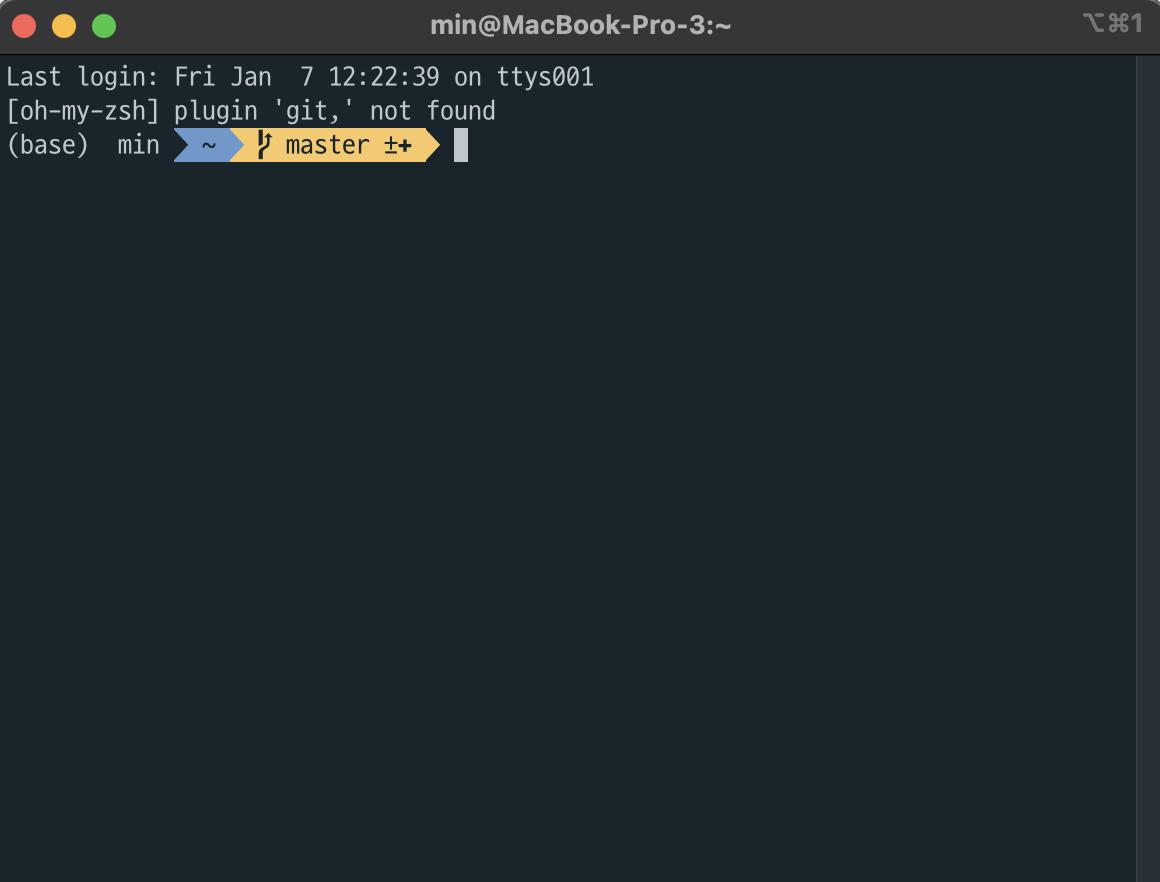 min@MacBook-Pro-3:~ ⌥⌘1
Last login: Fri Jan  7 12:22:39 on ttys001
[oh-my-zsh] plugin 'git,' not found
(base)  min  ~  master ±✚